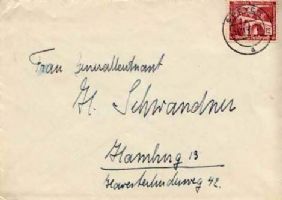 Frau Generalleutnant
H. Schwandner
Hamburg 13
Harvestehuderweg 42.